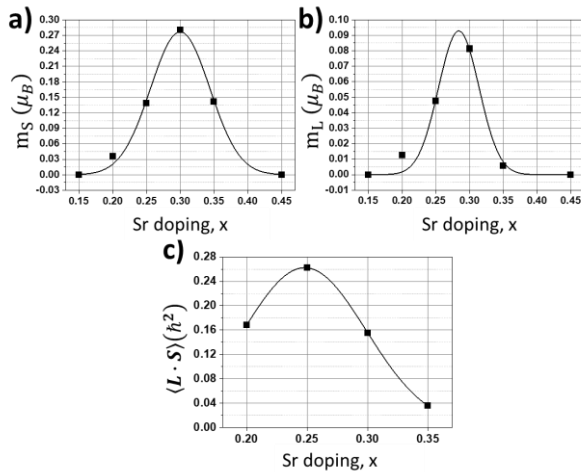 a)
0.30
0.27
0.24
0.21
0.18
0.15
0.12
0.09
0.06
0.03
0.00
-0.03
m_S (μ_B)
0.15 0.20 0.25 0.30 0.35 0.40 0.45
Sr doping, x
b)
0.10
0.09
0.08
0.07
0.06
0.05
0.04
0.03
0.02
0.01
0.00
0.01
m_L (μ_B)
0.15 0.20 0.25 0.30 0.35 0.40 0.45
Sr doping, x
c)
0.28
0.24
0.20
0.16
0.12
0.08
0.04
0.00
⟨L · S⟩(ℏ²)
0.20 0.25 0.30 0.35
Sr doping, x